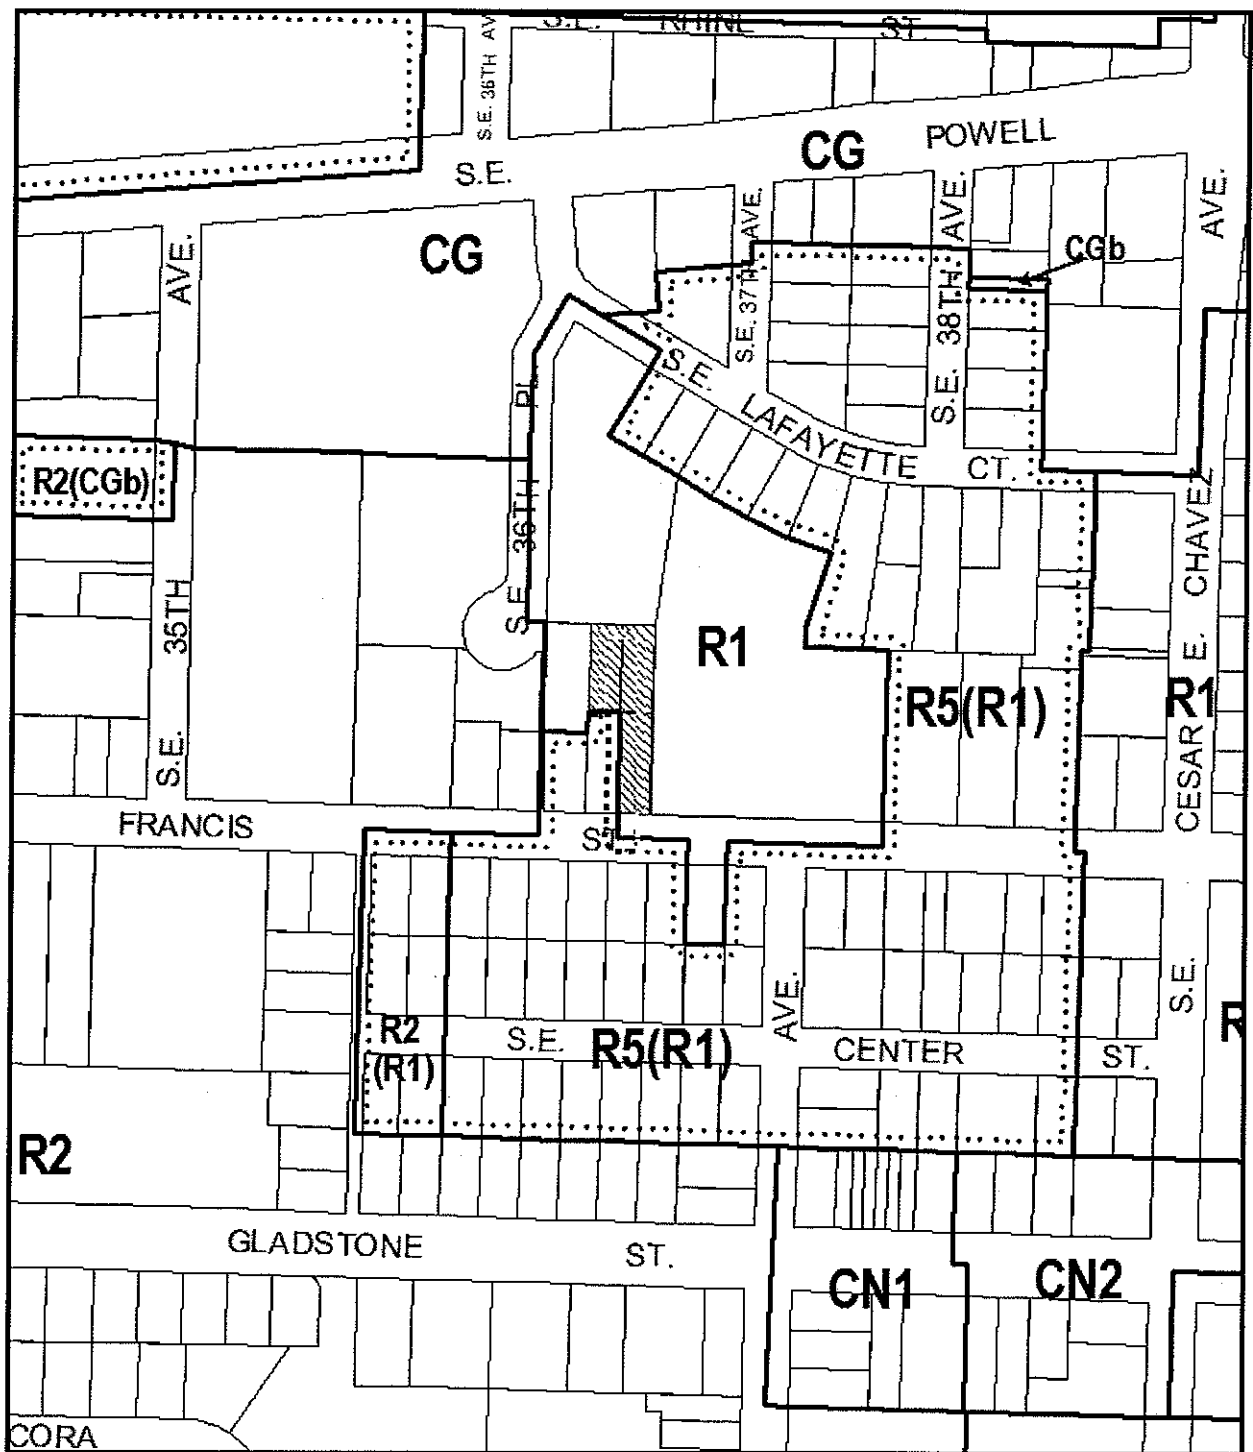 S.E. RHINE ST.
S.E. 36TH AV
POWELL
CG
S.E.
AVE.
AVE.
AVE.
CG
CGb
AVE.
S.E. 37TH
S.E. 38TH
S.E. LAFAYETTE CT.
S.E. 36TH PL
R2(CGb)
S.E. 35TH
CESAR E. CHAVEZ
R1
R5(R1)
R1
FRANCIS ST.
AVE.
S.E.
R2
(R1)
S.E. CENTER ST.
R5(R1)
R
R2
GLADSTONE ST.
CN1
CN2
CORA